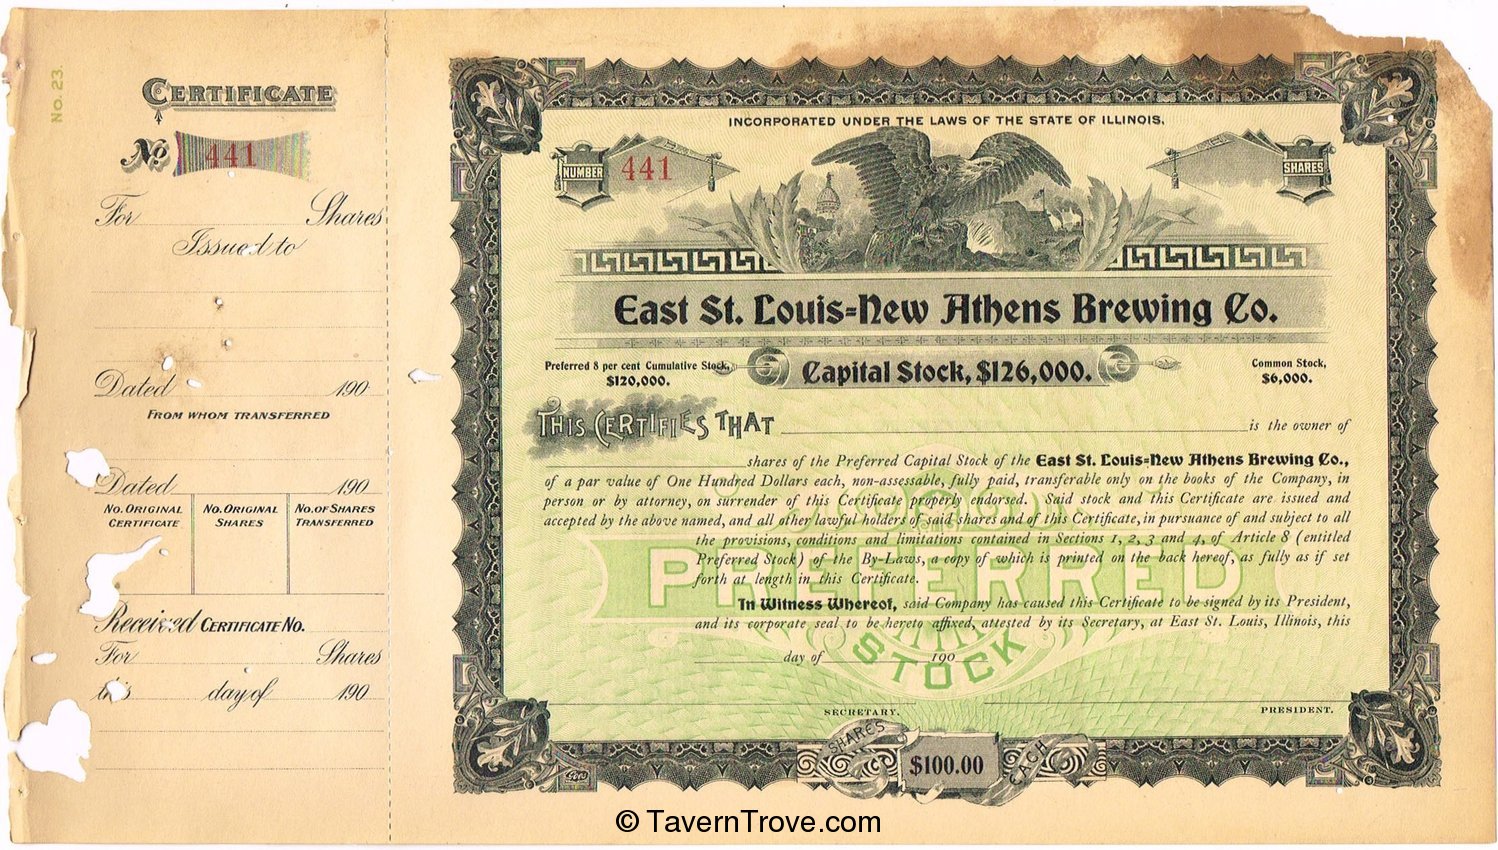 No. 23.
CERTIFICATE
No 441
For Shares
Issued to
Dated 190
FROM WHOM TRANSFERRED
Dated 190
No. ORIGINAL CERTIFICATE
No. ORIGINAL SHARES
No. OF SHARES TRANSFERRED
Received CERTIFICATE No.
For Shares
this day of 190
INCORPORATED UNDER THE LAWS OF THE STATE OF ILLINOIS.
NUMBER 441 SHARES
East St. Louis=New Athens Brewing Co.
Preferred 8 per cent Cumulative Stock,
$120,000.
Capital Stock, $126,000.
Common Stock,
$6,000.
THIS CERTIFIES THAT is the owner of
shares of the Preferred Capital Stock of the East St. Louis=New Athens Brewing Co.,
of a par value of One Hundred Dollars each, non-assessable, fully paid, transferable only on the books of the Company, in
person or by attorney, on surrender of this Certificate properly endorsed. Said stock and this Certificate are issued and
accepted by the above named, and all other lawful holders of said shares and of this Certificate, in pursuance of and subject to all
the provisions, conditions and limitations contained in Sections 1, 2, 3 and 4, of Article 8 (entitled
Preferred Stock) of the By-Laws, a copy of which is printed on the back hereof, as fully as if set
forth at length in this Certificate.
In Witness Whereof, said Company has caused this Certificate to be signed by its President,
and its corporate seal to be hereto affixed, attested by its Secretary, at East St. Louis, Illinois, this
day of 190
PREFERRED
STOCK
SECRETARY.
PRESIDENT.
SHARES $100.00 EACH
© TavernTrove.com